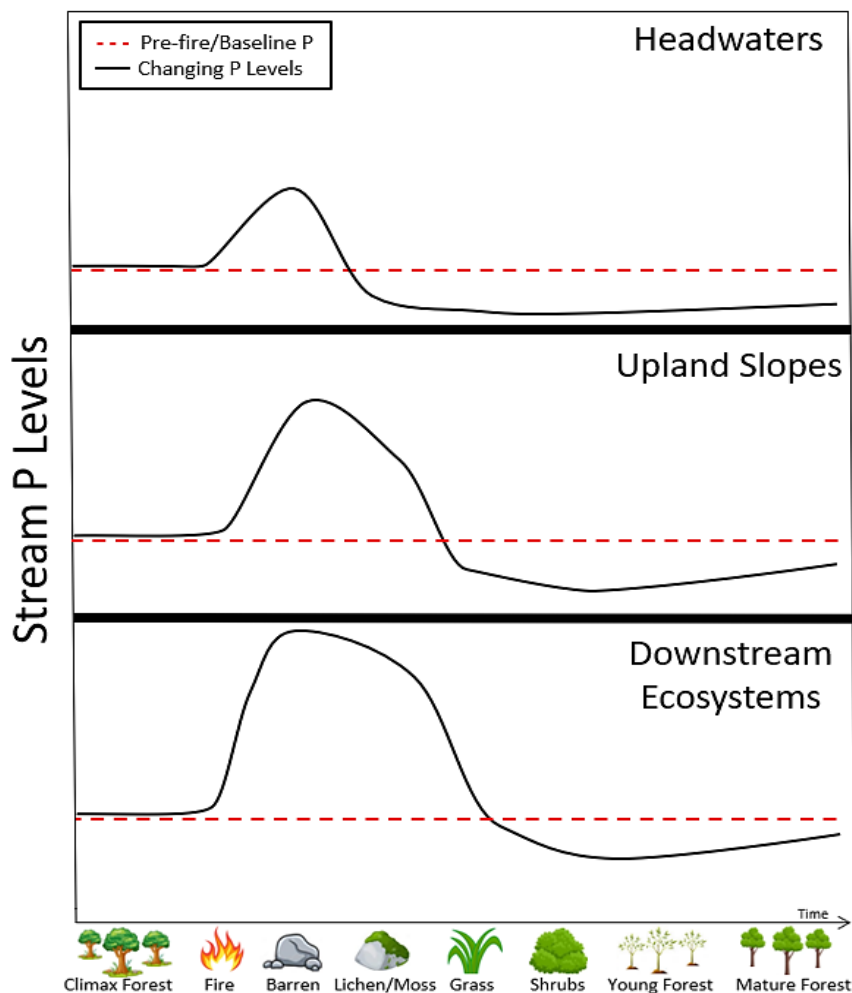 Pre-fire/Baseline P
Changing P Levels
Headwaters
Stream P Levels
Upland Slopes
Downstream
Ecosystems
Time
Climax Forest Fire Barren Lichen/Moss Grass Shrubs Young Forest Mature Forest